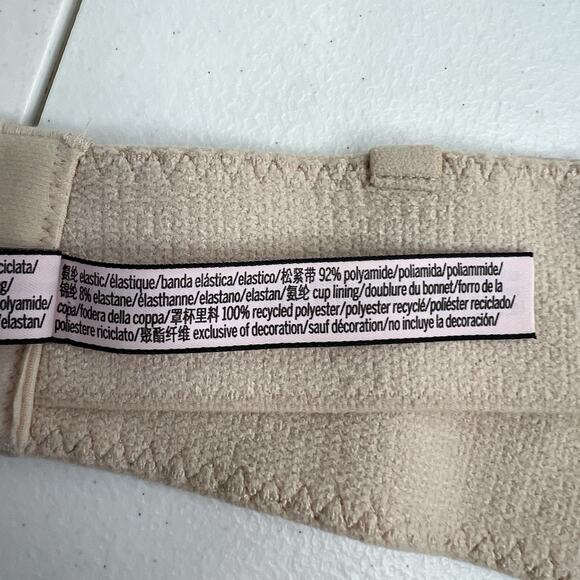 ciclata/
g/
olyamide/
elastan/
氨纶 elastic/élastique/banda elástica/elastico/松紧带 92% polyamide/poliamida/poliammide/
锦纶 8% elastane/élasthanne/elastano/elastan/氨纶 cup lining/doublure du bonnet/forro de la
copa/fodera della coppa/罩杯里料 100% recycled polyester/polyester recyclé/poliéster reciclado/
poliestere riciclato/聚酯纤维 exclusive of decoration/sauf décoration/no incluye la decoración/